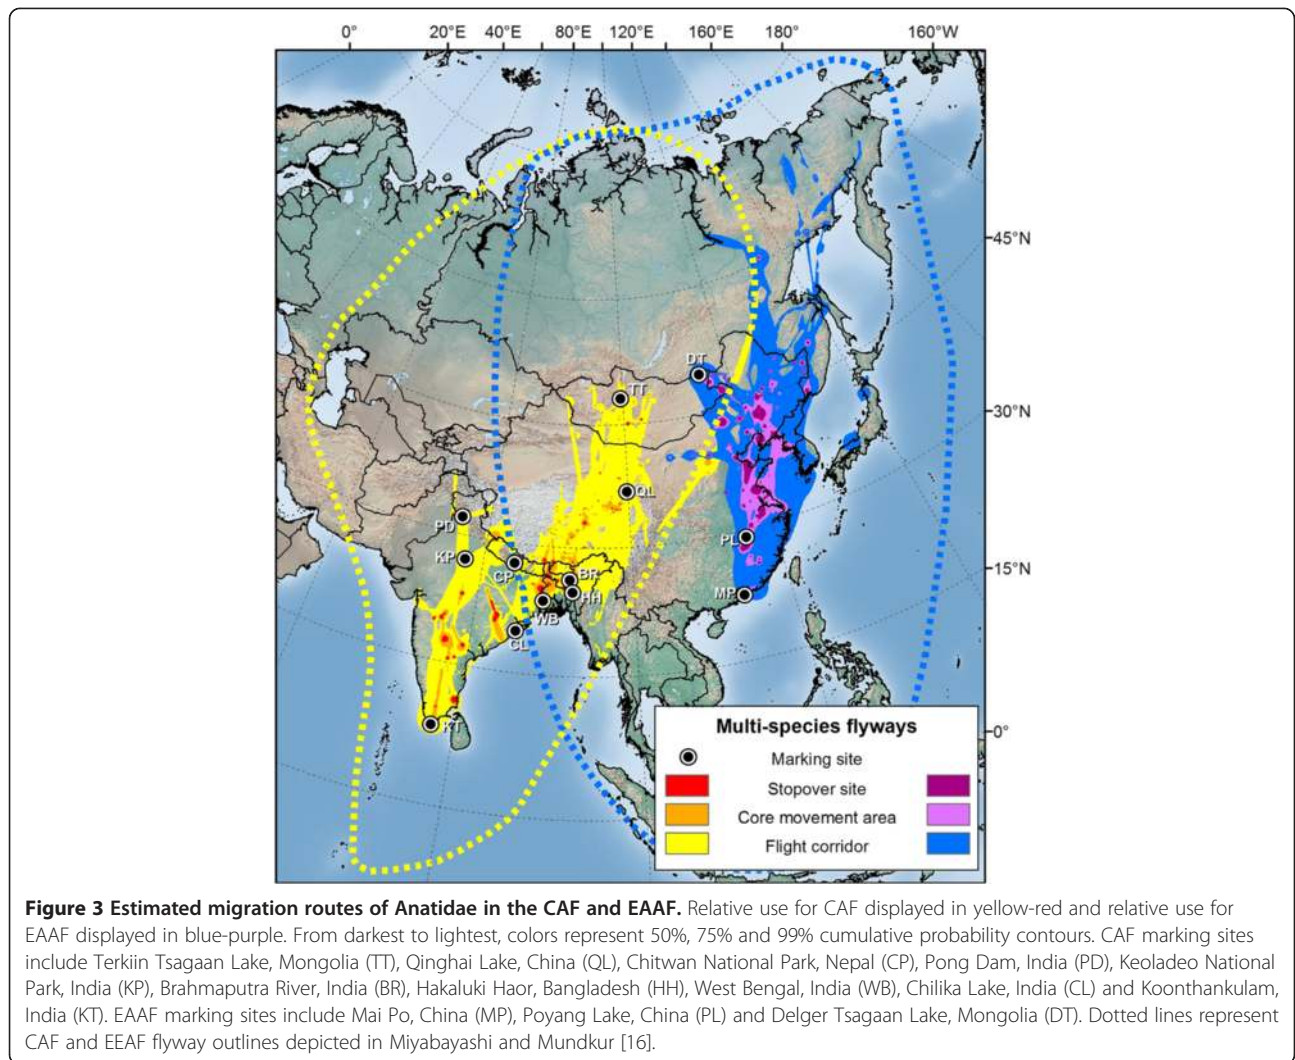 0° 20°E 40°E 80°E 120°E 160°E 180° 160°W
45°N
DT
TT
30°N
QL
PD
PL
KP
CP
BR
15°N
HH
MP
WB
CL
Multi-species flyways
KT
0°
Marking site
Stopover site
Core movement area
Flight corridor
Figure 3 Estimated migration routes of Anatidae in the CAF and EAAF. Relative use for CAF displayed in yellow-red and relative use for
EAAF displayed in blue-purple. From darkest to lightest, colors represent 50%, 75% and 99% cumulative probability contours. CAF marking sites
include Terkiin Tsagaan Lake, Mongolia (TT), Qinghai Lake, China (QL), Chitwan National Park, Nepal (CP), Pong Dam, India (PD), Keoladeo National
Park, India (KP), Brahmaputra River, India (BR), Hakaluki Haor, Bangladesh (HH), West Bengal, India (WB), Chilika Lake, India (CL) and Koonthankulam,
India (KT). EAAF marking sites include Mai Po, China (MP), Poyang Lake, China (PL) and Delger Tsagaan Lake, Mongolia (DT). Dotted lines represent
CAF and EEAF flyway outlines depicted in Miyabayashi and Mundkur [16].